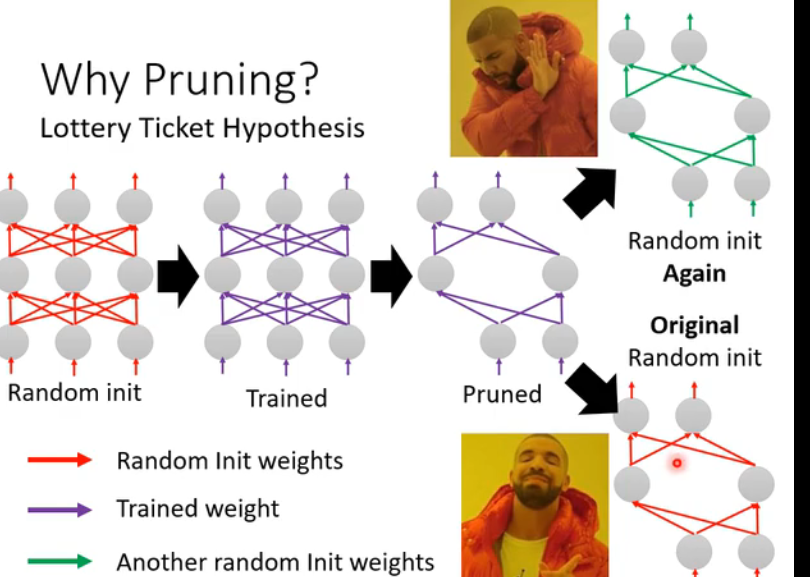 Why Pruning?
Lottery Ticket Hypothesis
Random init
Again
Original
Random init
Random init
Trained
Pruned
Random Init weights
Trained weight
Another random Init weights